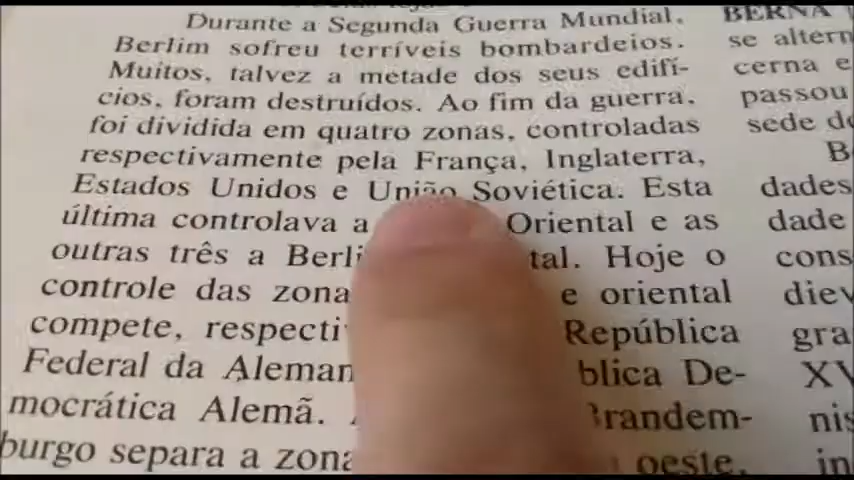 Durante a Segunda Guerra Mundial,
Berlim sofreu terríveis bombardeios.
Muitos, talvez a metade dos seus edifí-
cios, foram destruídos. Ao fim da guerra,
foi dividida em quatro zonas, controladas
respectivamente pela França, Inglaterra,
Estados Unidos e União Soviética. Esta
última controlava a Oriental e as
outras três a Berli tal. Hoje o
controle das zona e oriental
compete, respecti República
Federal da Aleman blica De-
mocrática Alemã. Brandem-
burgo separa a zona oeste,
BERNA
se altern
cerna e
passou
sede de
B
dades
dade
cons
diev
gra
XV
nis
in